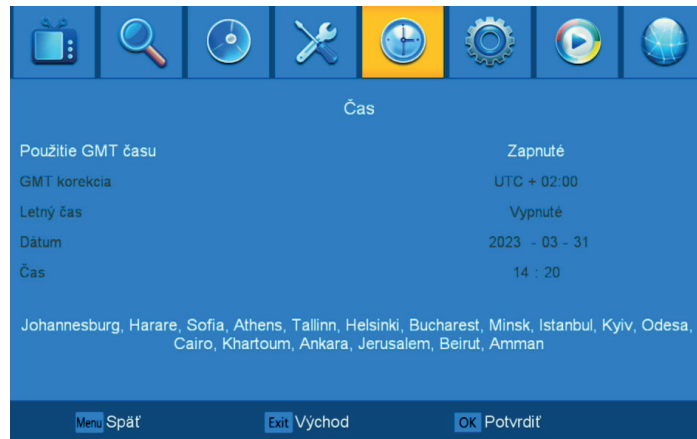 Čas
Použitie GMT času Zapnuté
GMT korekcia UTC + 02:00
Letný čas Vypnuté
Dátum 2023 - 03 - 31
Čas 14 : 20
Johannesburg, Harare, Sofia, Athens, Tallinn, Helsinki, Bucharest, Minsk, Istanbul, Kyiv, Odesa,
Cairo, Khartoum, Ankara, Jerusalem, Beirut, Amman
Menu Späť Exit Východ OK Potvrdiť